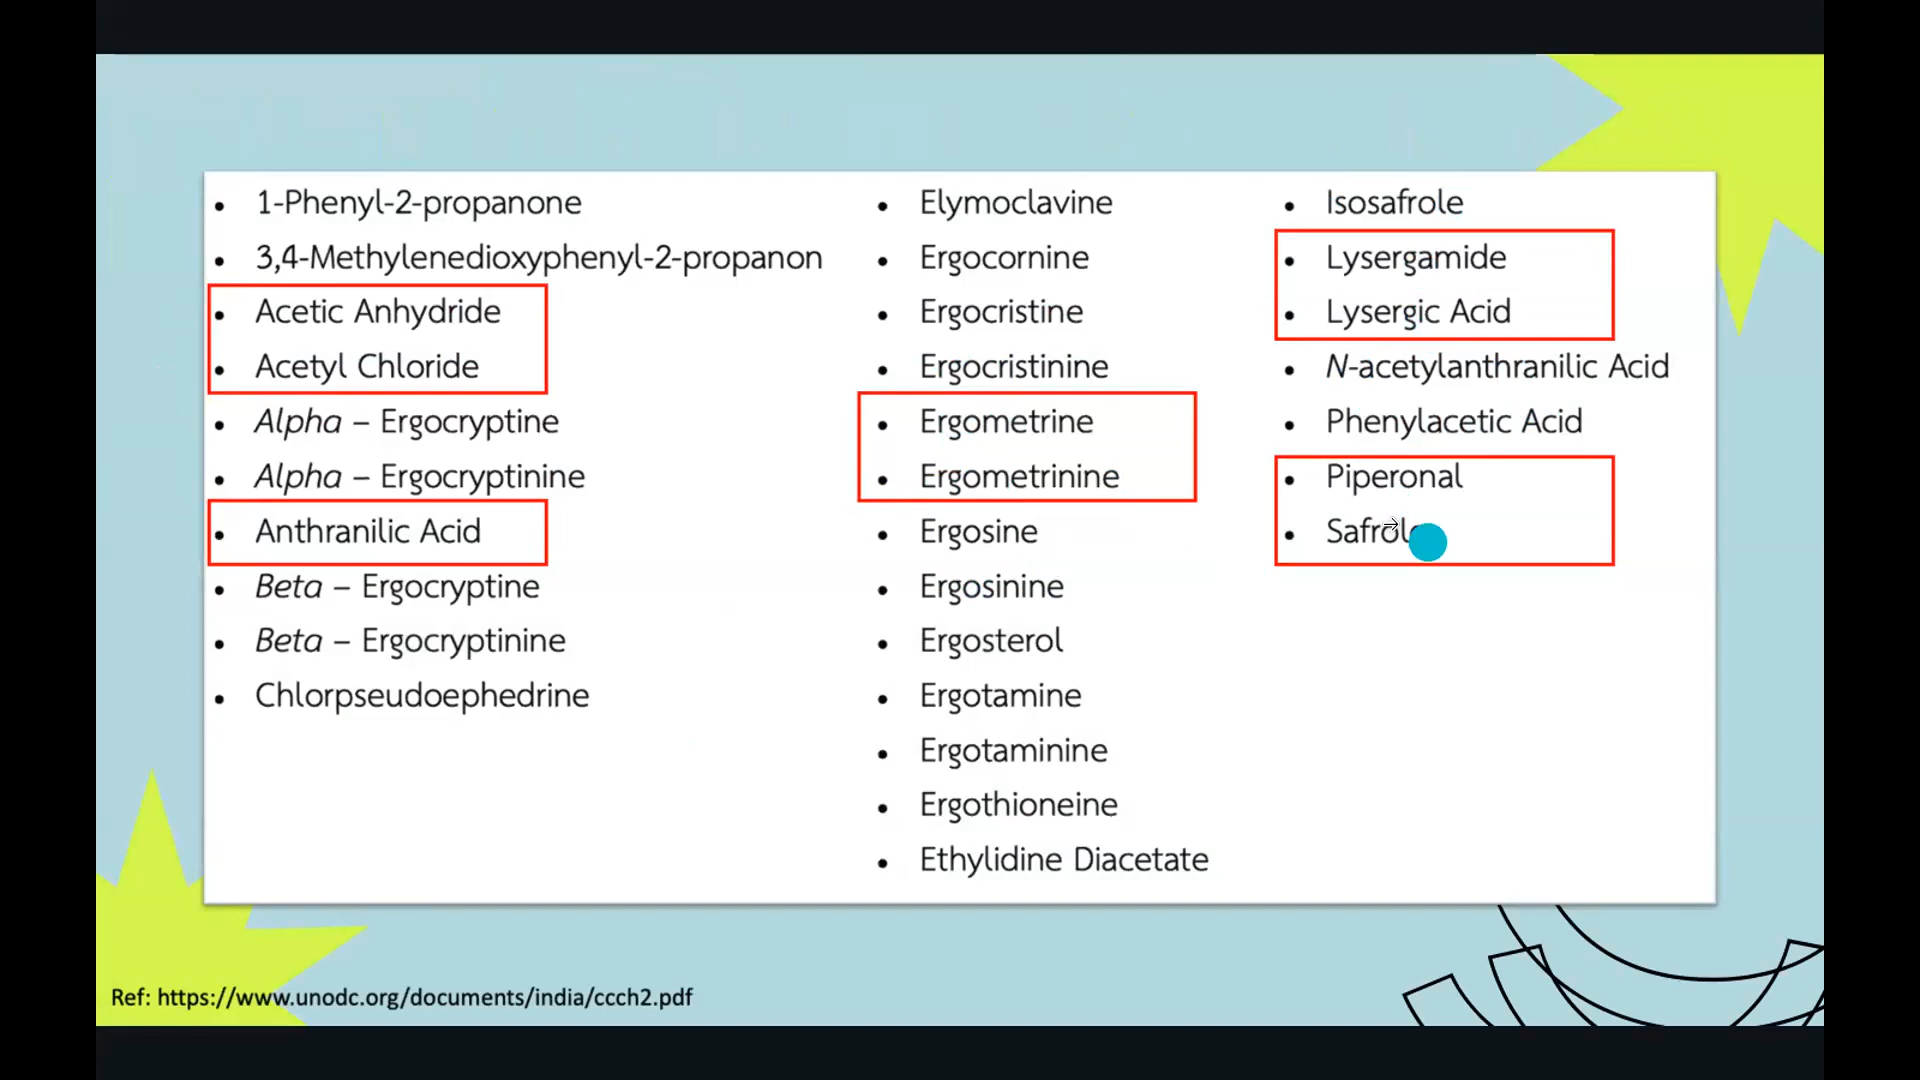 • 1-Phenyl-2-propanone
• 3,4-Methylenedioxyphenyl-2-propanon
• Acetic Anhydride
• Acetyl Chloride
• Alpha – Ergocryptine
• Alpha – Ergocryptinine
• Anthranilic Acid
• Beta – Ergocryptine
• Beta – Ergocryptinine
• Chlorpseudoephedrine
• Elymoclavine
• Ergocornine
• Ergocristine
• Ergocristinine
• Ergometrine
• Ergometrinine
• Ergosine
• Ergosinine
• Ergosterol
• Ergotamine
• Ergotaminine
• Ergothioneine
• Ethylidine Diacetate
• Isosafrole
• Lysergamide
• Lysergic Acid
• N-acetylanthranilic Acid
• Phenylacetic Acid
• Piperonal
• Safrole
Ref: https://www.unodc.org/documents/india/ccch2.pdf